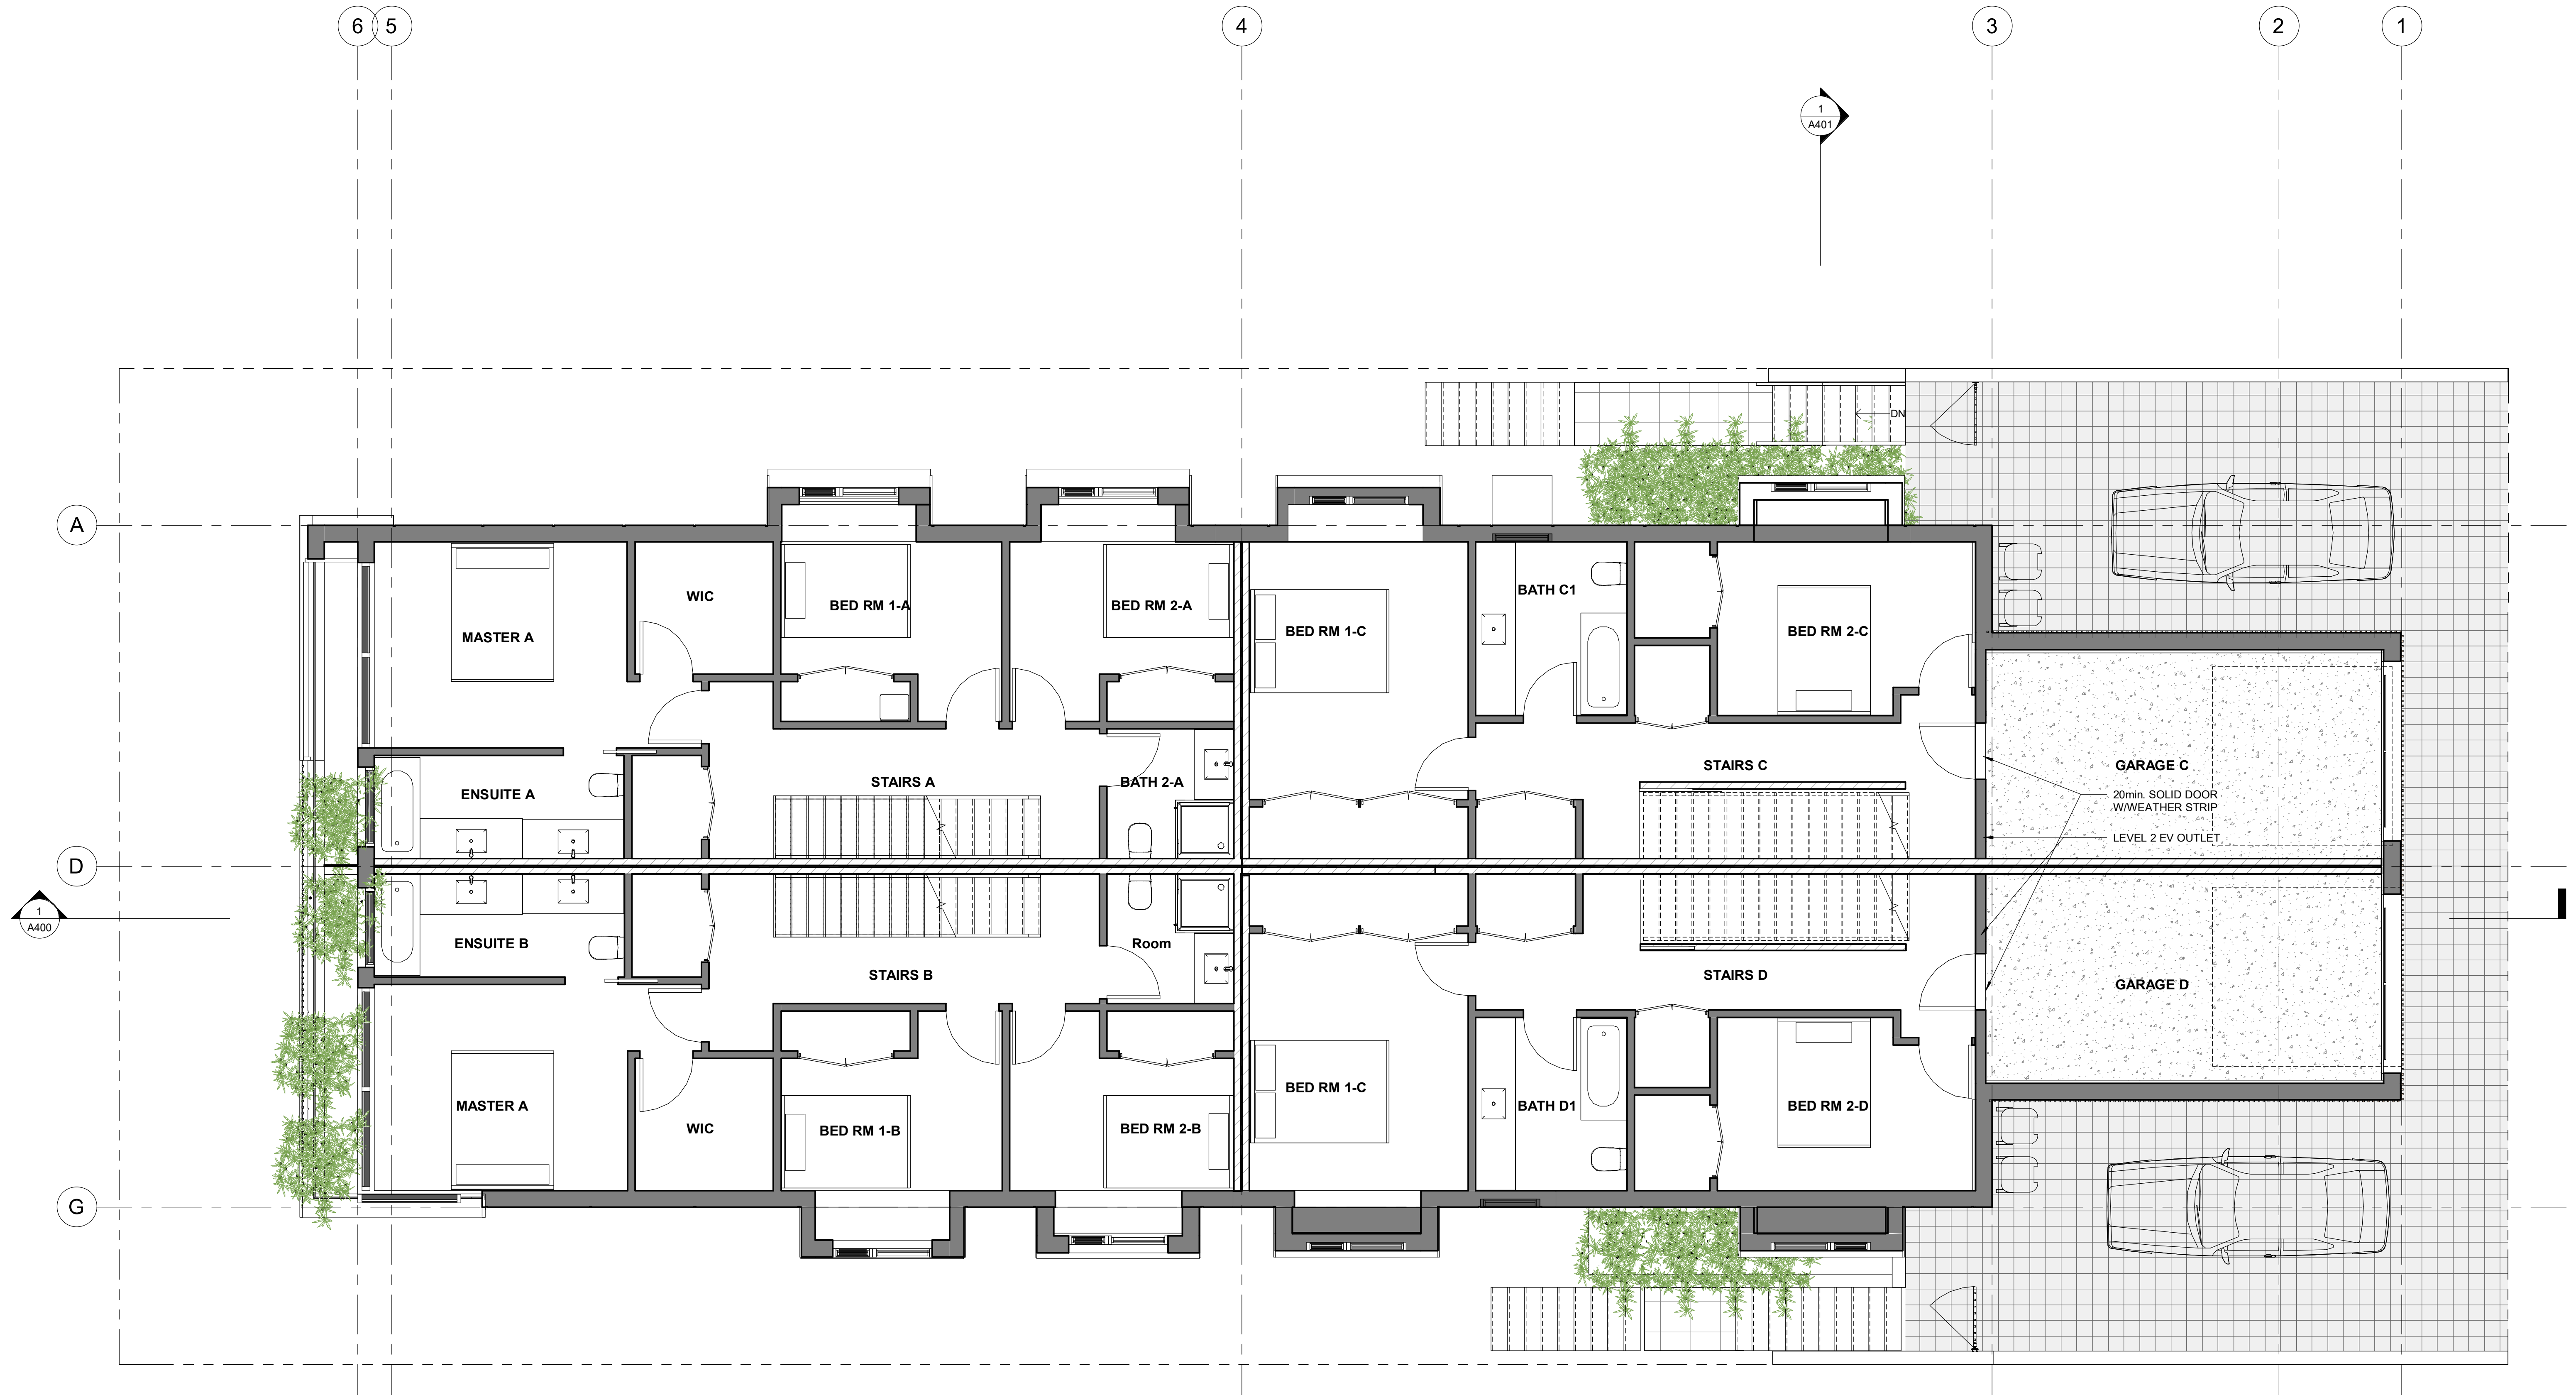 6 5 4 3 2 1
1
A401
DN
A
WIC
BED RM 1-A
BED RM 2-A
BATH C1
MASTER A
BED RM 1-C
BED RM 2-C
STAIRS A
BATH 2-A
STAIRS C
GARAGE C
ENSUITE A
20min. SOLID DOOR
W/WEATHER STRIP
LEVEL 2 EV OUTLET
D
1
A400
ENSUITE B
Room
STAIRS B
STAIRS D
GARAGE D
BED RM 1-C
MASTER A
WIC
BED RM 1-B
BED RM 2-B
BATH D1
BED RM 2-D
G